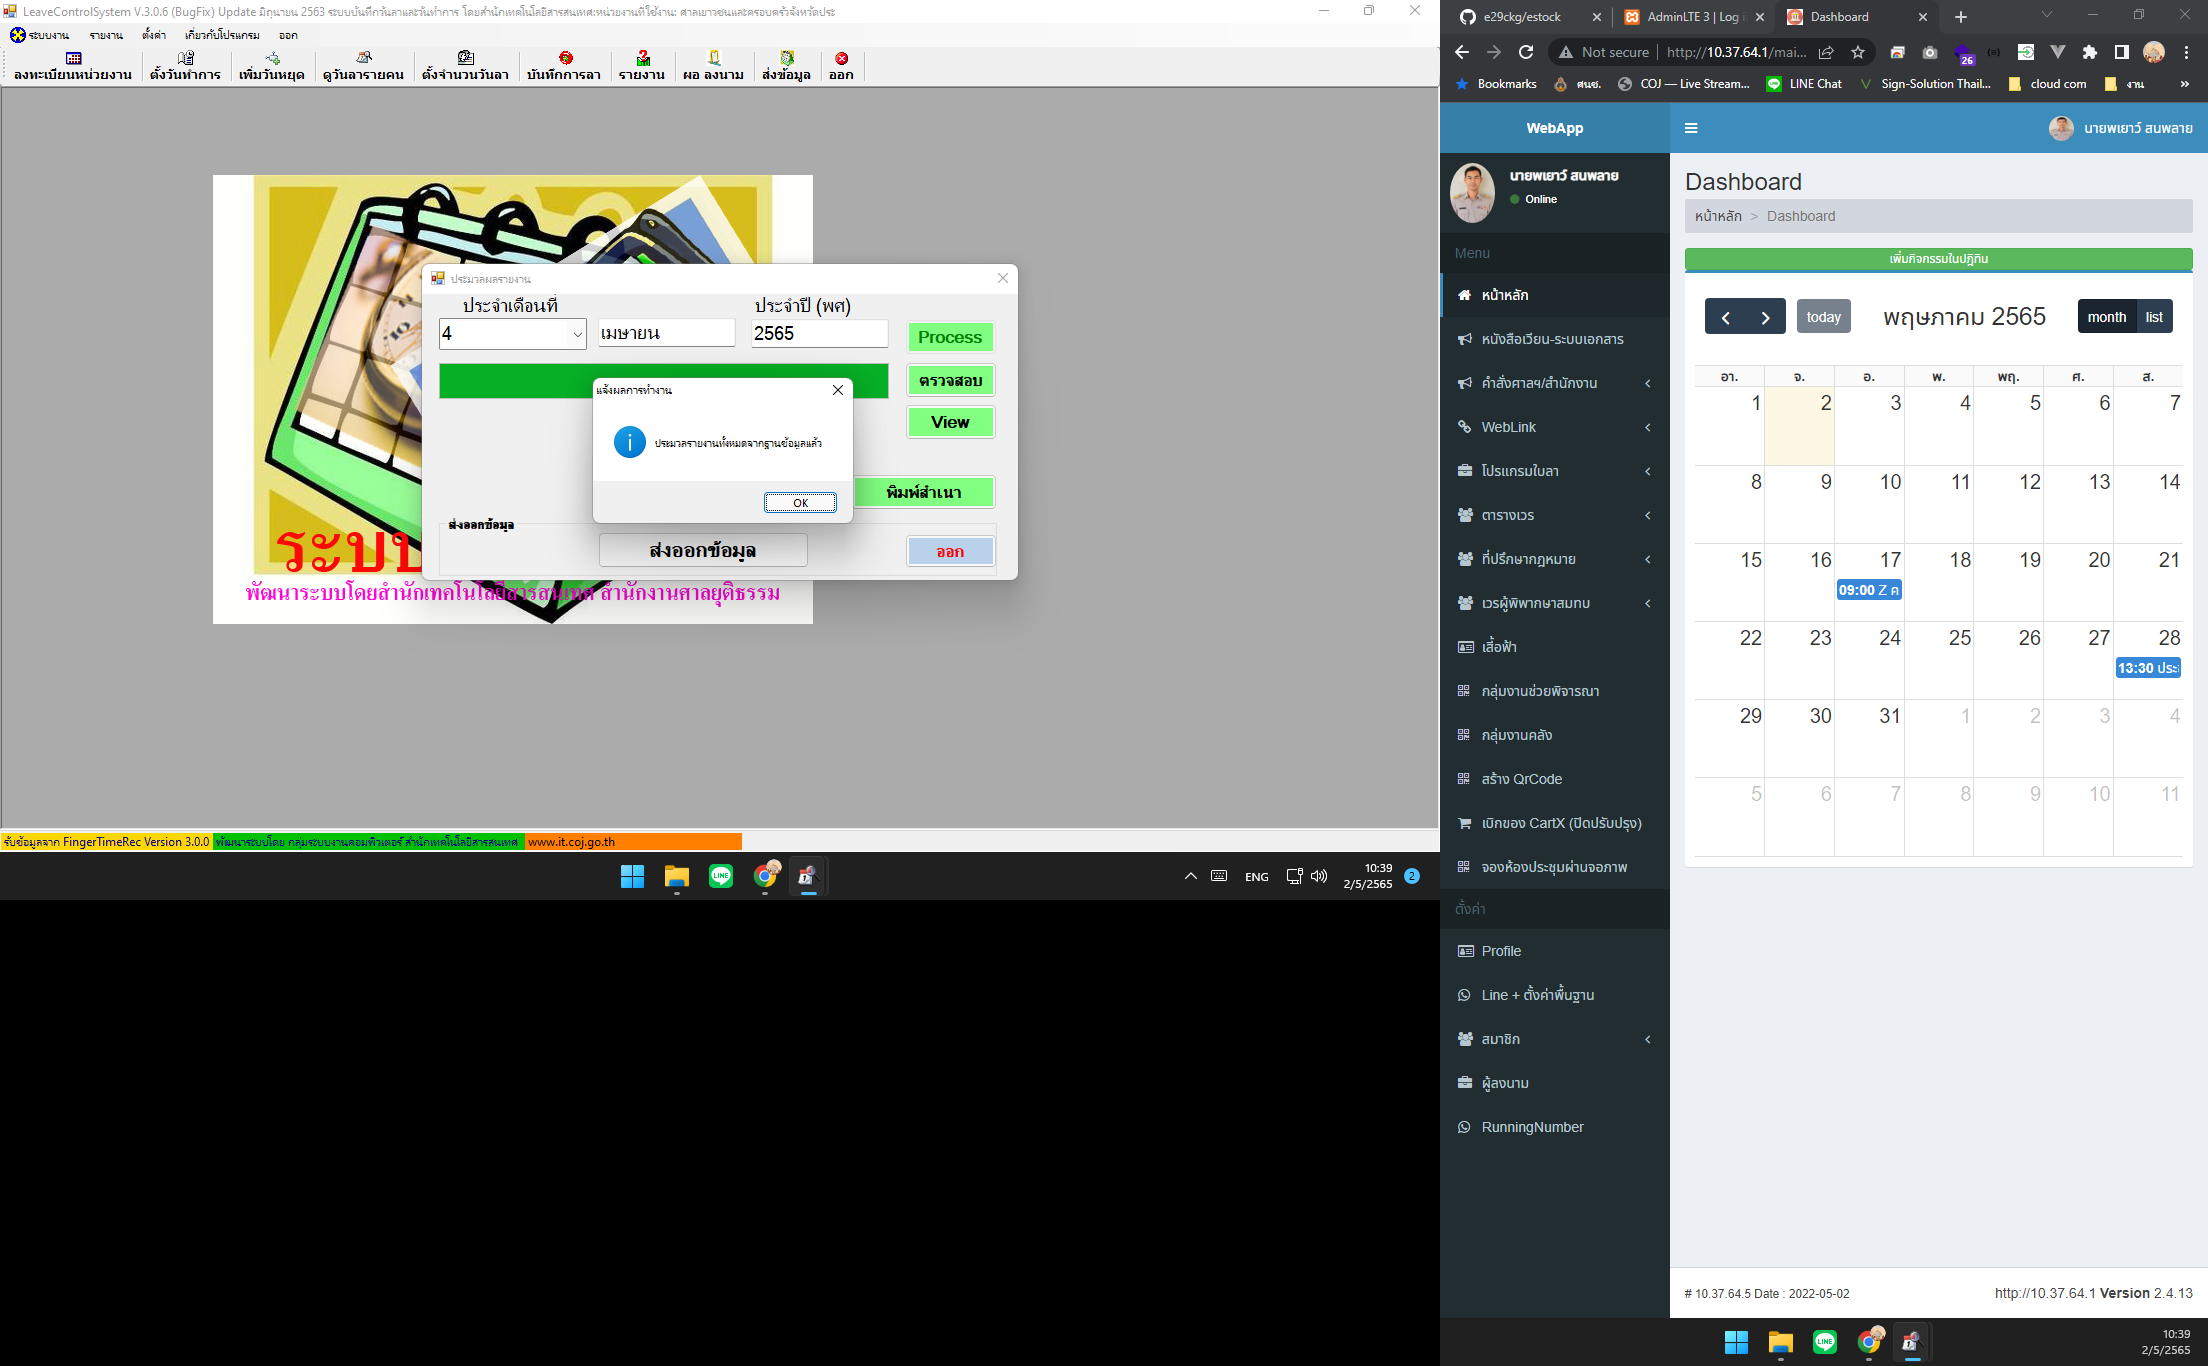 LeaveControlSystem V.3.0.6 (BugFix) Update มิถุนายน 2563 ระบบบันทึกวันลาและวันทำการ โดยสำนักเทคโนโลยีสารสนเทศ:หน่วยงานที่ใช้งาน: ศาลเยาวชนและครอบครัวจังหวัดประ
ระบบงาน รายงาน ตั้งค่า เกี่ยวกับโปรแกรม ออก
ลงทะเบียนหน่วยงาน ตั้งวันทำการ เพิ่มวันหยุด ดูวันลารายคน ตั้งจำนวนวันลา บันทึกการลา รายงาน ผอ ลงนาม ส่งข้อมูล ออก
ประมวลผลรายงาน
ประจำเดือนที่ ประจำปี (พศ)
4 เมษายน 2565 Process
ตรวจสอบ
View
แจ้งผลการทำงาน
ประมวลรายงานทั้งหมดจากฐานข้อมูลแล้ว
OK
พิมพ์สำเนา
ส่งออกข้อมูล
ส่งออกข้อมูล
ออก
ระบบ
พัฒนาระบบโดยสำนักเทคโนโลยีสารสนเทศ สำนักงานศาลยุติธรรม
รับข้อมูลจาก FingerTimeRec Version 3.0.0 พัฒนาระบบโดย กลุ่มระบบงานคอมพิวเตอร์ สำนักเทคโนโลยีสารสนเทศ www.it.coj.go.th
ENG
10:39
2/5/2565
2
e29ckg/estock AdminLTE 3 | Log i Dashboard
Not secure http://10.37.64.1/mai...
26
Bookmarks ศนช. COJ — Live Stream... LINE Chat Sign-Solution Thail... cloud com งาน »
WebApp
นายพเยาว์ สนพลาย
นายพเยาว์ สนพลาย
Online
Menu
หน้าหลัก
หนังสือเวียน-ระบบเอกสาร
คำสั่งศาลฯ/สำนักงาน
WebLink
โปรแกรมใบลา
ตารางเวร
ที่ปรึกษากฎหมาย
เวรผู้พิพากษาสมทบ
เสื้อฟ้า
กลุ่มงานช่วยพิจารณา
กลุ่มงานคลัง
สร้าง QrCode
เบิกของ CartX (ปิดปรับปรุง)
จองห้องประชุมผ่านจอภาพ
ตั้งค่า
Profile
Line + ตั้งค่าพื้นฐาน
สมาชิก
ผู้ลงนาม
RunningNumber
Dashboard
หน้าหลัก > Dashboard
เพิ่มกิจกรรมในปฏิทิน
today พฤษภาคม 2565 month list
อา. จ. อ. พ. พฤ. ศ. ส.
1 2 3 4 5 6 7
8 9 10 11 12 13 14
15 16 17 18 19 20 21
09:00 Z ค
22 23 24 25 26 27 28
13:30 ประ
29 30 31 1 2 3 4
5 6 7 8 9 10 11
# 10.37.64.5 Date : 2022-05-02 http://10.37.64.1 Version 2.4.13
10:39
2/5/2565